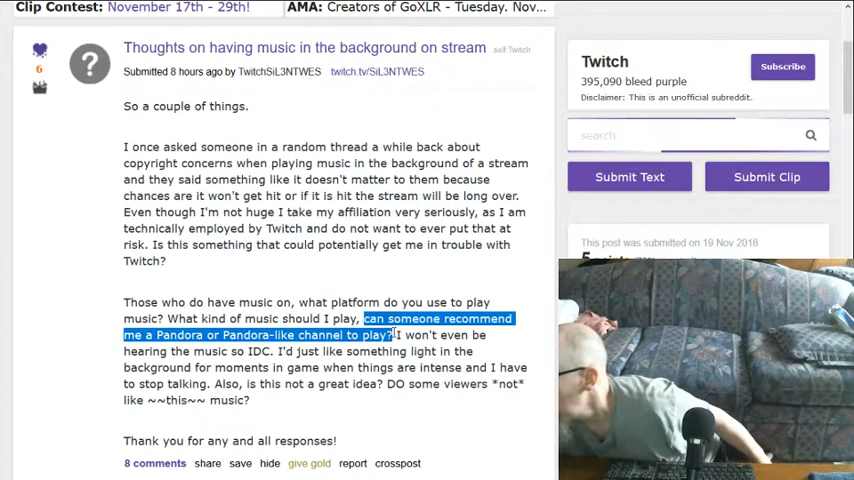 Clip Contest: November 17th - 29th!
AMA: Creators of GoXLR - Tuesday. Nov...
6
?
Thoughts on having music in the background on stream
self.Twitch
Submitted 8 hours ago by TwitchSiL3NTWES twitch.tv/SiL3NTWES
So a couple of things.
I once asked someone in a random thread a while back about
copyright concerns when playing music in the background of a stream
and they said something like it doesn't matter to them because
chances are it won't get hit or if it is hit the stream will be long over.
Even though I'm not huge I take my affiliation very seriously, as I am
technically employed by Twitch and do not want to ever put that at
risk. Is this something that could potentially get me in trouble with
Twitch?
Those who do have music on, what platform do you use to play
music? What kind of music should I play, can someone recommend
me a Pandora or Pandora-like channel to play? I won't even be
hearing the music so IDC. I'd just like something light in the
background for moments in game when things are intense and I have
to stop talking. Also, is this not a great idea? DO some viewers *not*
like ~~this~~ music?
Thank you for any and all responses!
8 comments share save hide give gold report crosspost
Twitch
395,090 bleed purple
Subscribe
Disclaimer: This is an unofficial subreddit.
search
Submit Text
Submit Clip
This post was submitted on 19 Nov 2018